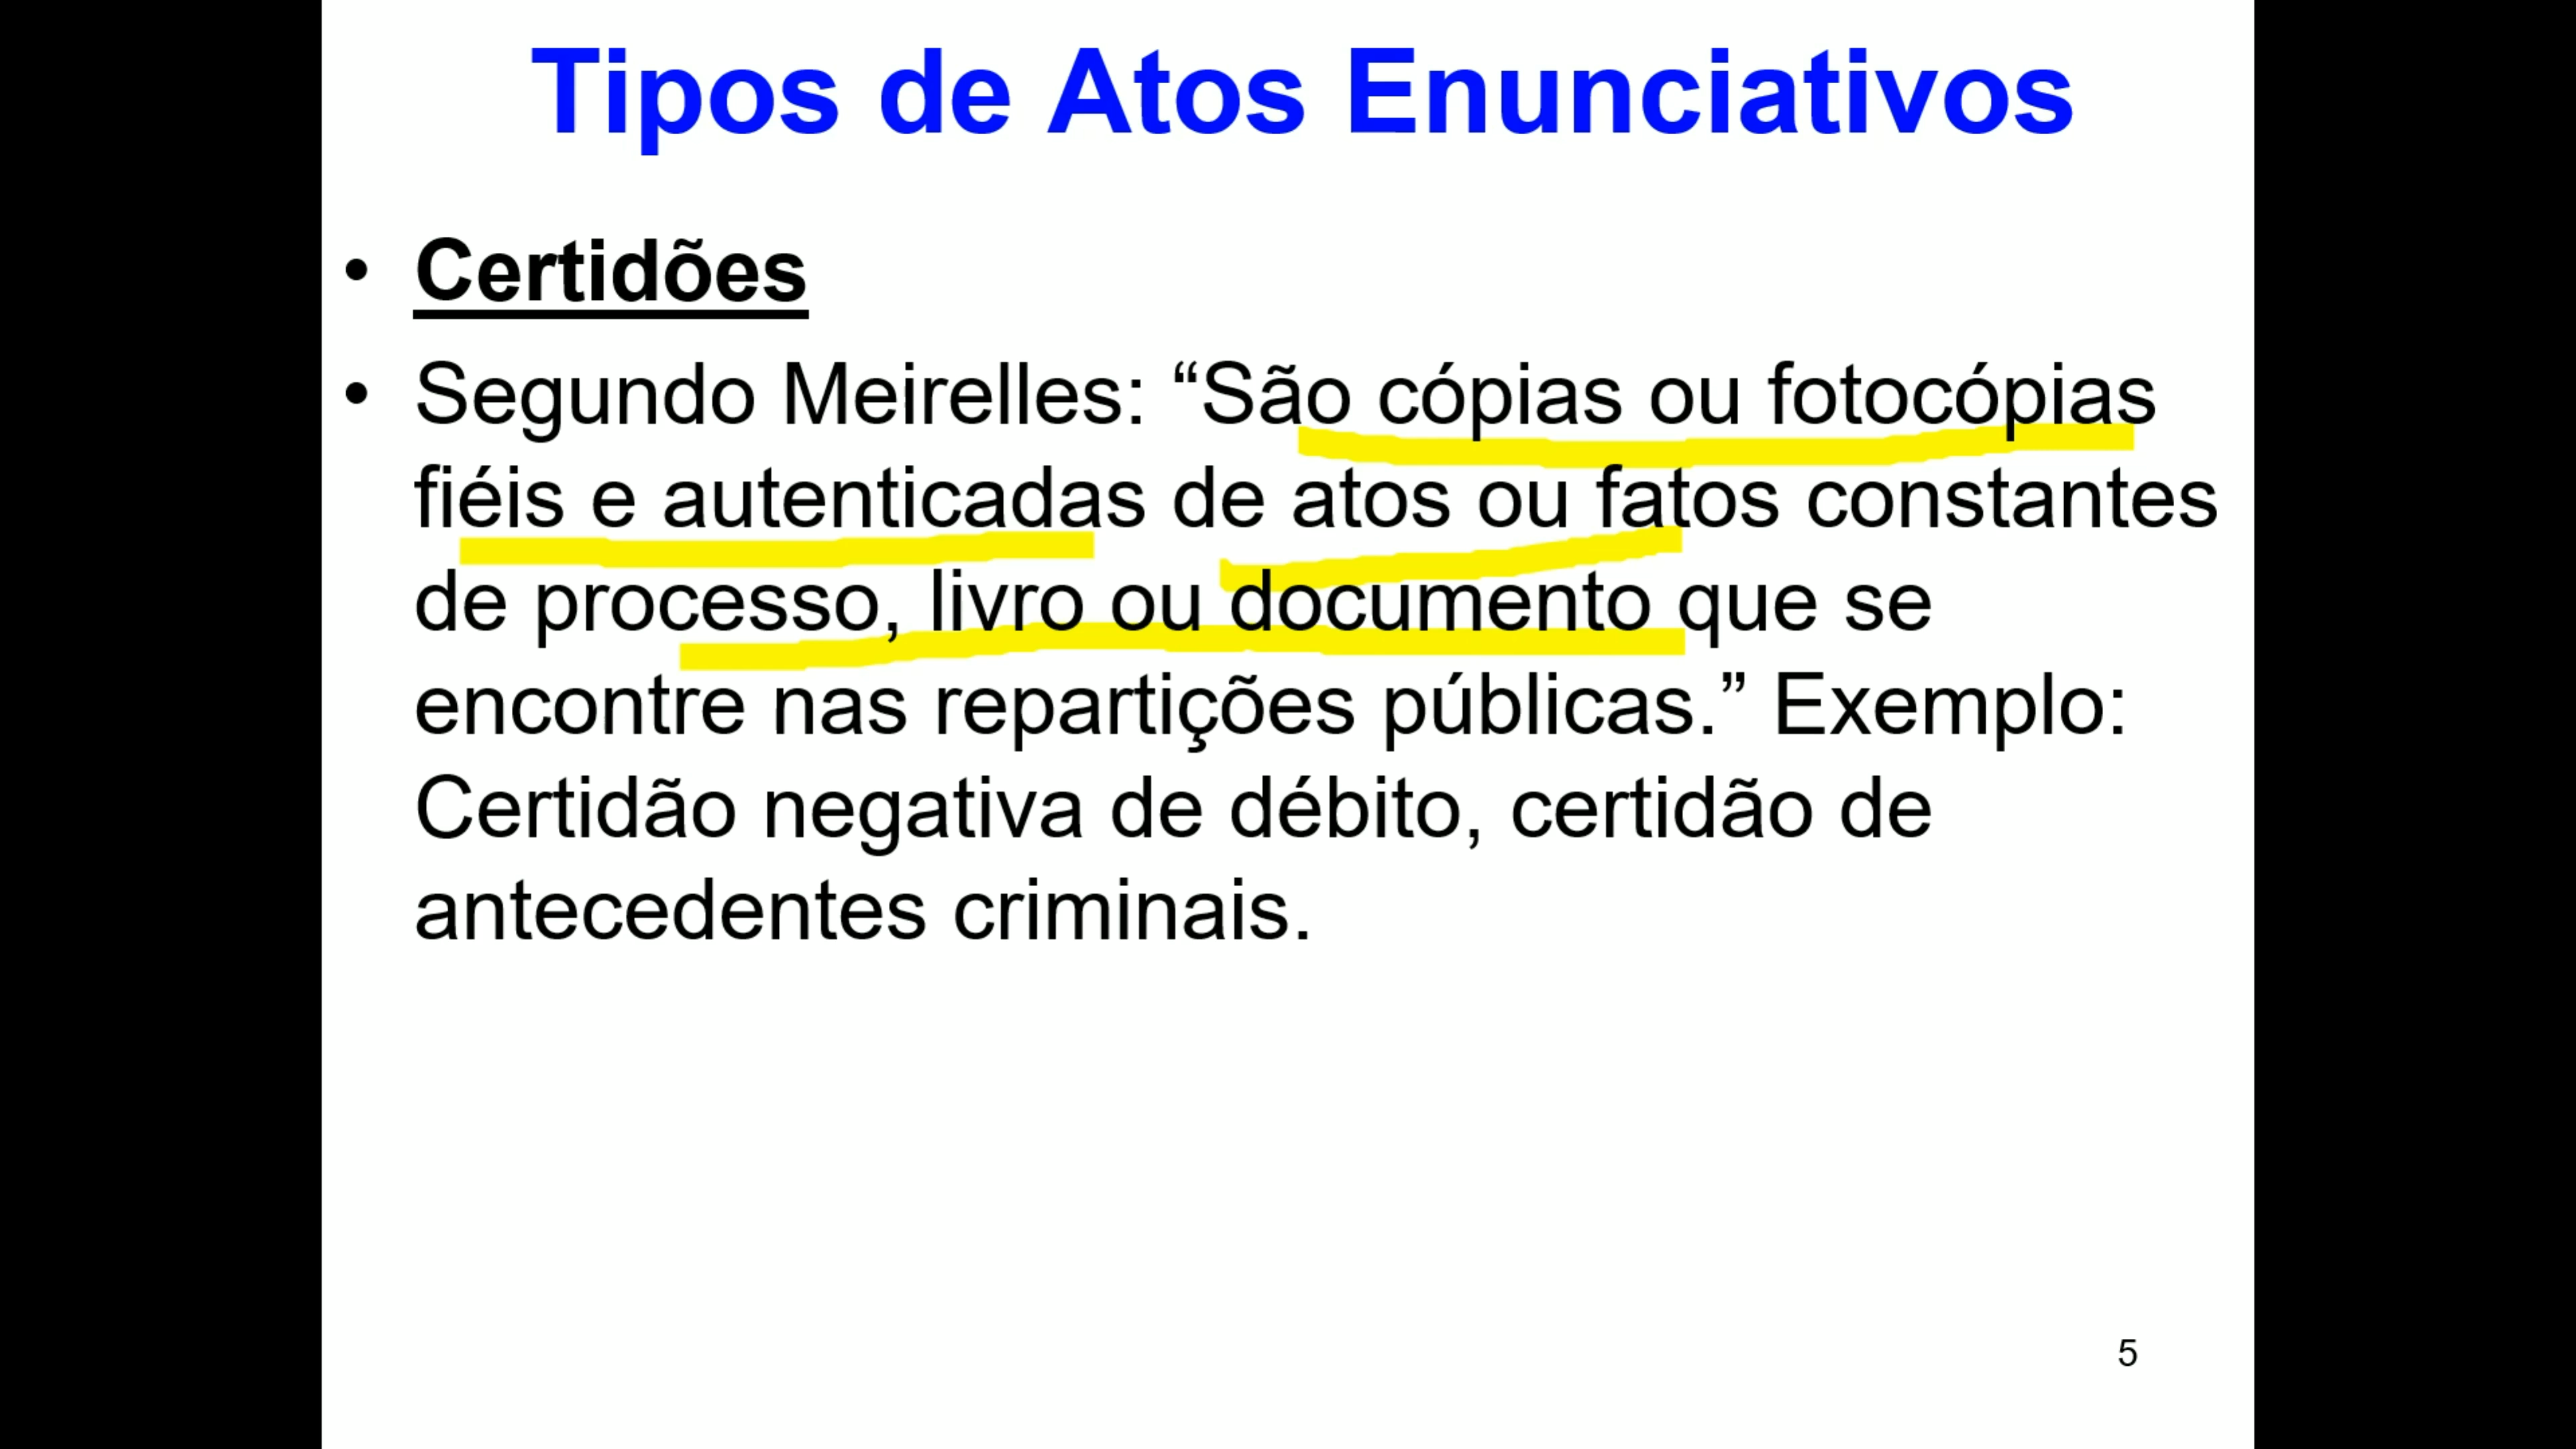 Tipos de Atos Enunciativos
• Certidões
• Segundo Meirelles: “São cópias ou fotocópias
fiéis e autenticadas de atos ou fatos constantes
de processo, livro ou documento que se
encontre nas repartições públicas.” Exemplo:
Certidão negativa de débito, certidão de
antecedentes criminais.
5